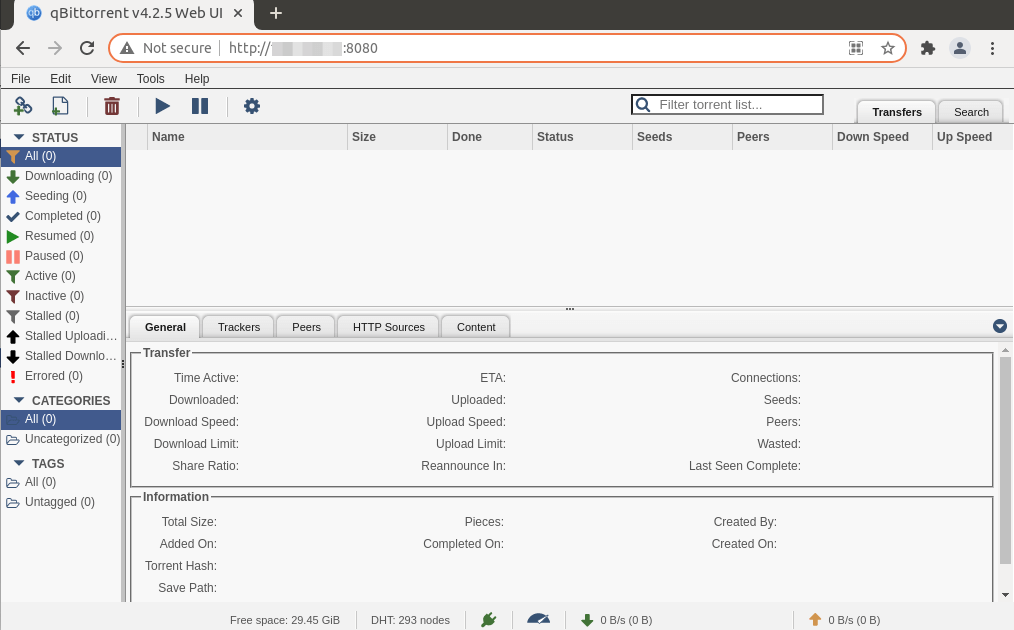 qBittorrent v4.2.5 Web UI
Not secure http:// :8080
File Edit View Tools Help
Filter torrent list...
Transfers Search
STATUS
All (0)
Downloading (0)
Seeding (0)
Completed (0)
Resumed (0)
Paused (0)
Active (0)
Inactive (0)
Stalled (0)
Stalled Uploadi...
Stalled Downlo...
Errored (0)
CATEGORIES
All (0)
Uncategorized (0)
TAGS
All (0)
Untagged (0)
Name Size Done Status Seeds Peers Down Speed Up Speed
General Trackers Peers HTTP Sources Content
Transfer
Time Active: ETA: Connections:
Downloaded: Uploaded: Seeds:
Download Speed: Upload Speed: Peers:
Download Limit: Upload Limit: Wasted:
Share Ratio: Reannounce In: Last Seen Complete:
Information
Total Size: Pieces: Created By:
Added On: Completed On: Created On:
Torrent Hash:
Save Path:
Free space: 29.45 GiB DHT: 293 nodes 0 B/s (0 B) 0 B/s (0 B)